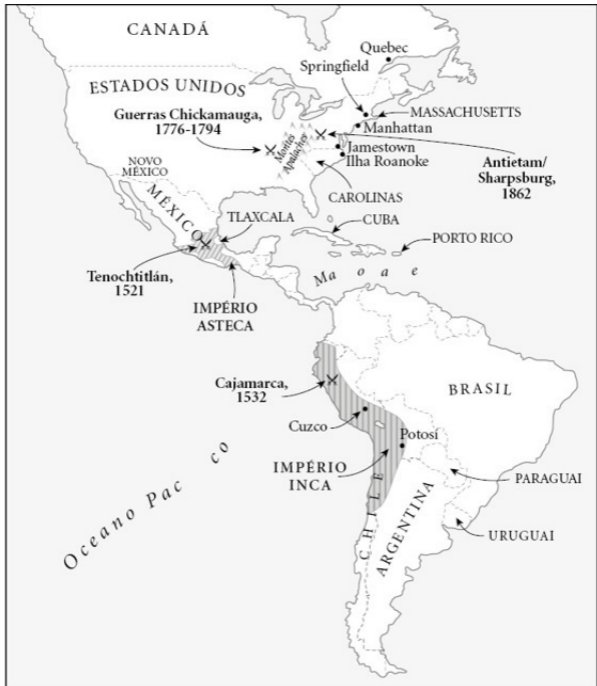 CANADÁ
Quebec
Springfield
ESTADOS UNIDOS
MASSACHUSETTS
Guerras Chickamauga,
1776-1794
Manhattan
Montes
Apalaches
Jamestown
Ilha Roanoke
Antietam/
Sharpsburg,
1862
NOVO
MÉXICO
CAROLINAS
MÉXICO
TLAXCALA
CUBA
PORTO RICO
Ma o a e
Tenochtitlán,
1521
IMPÉRIO
ASTECA
Cajamarca,
1532
BRASIL
Cuzco
Potosí
IMPÉRIO
INCA
PARAGUAI
CHILE
ARGENTINA
URUGUAI
Oceano Pac co